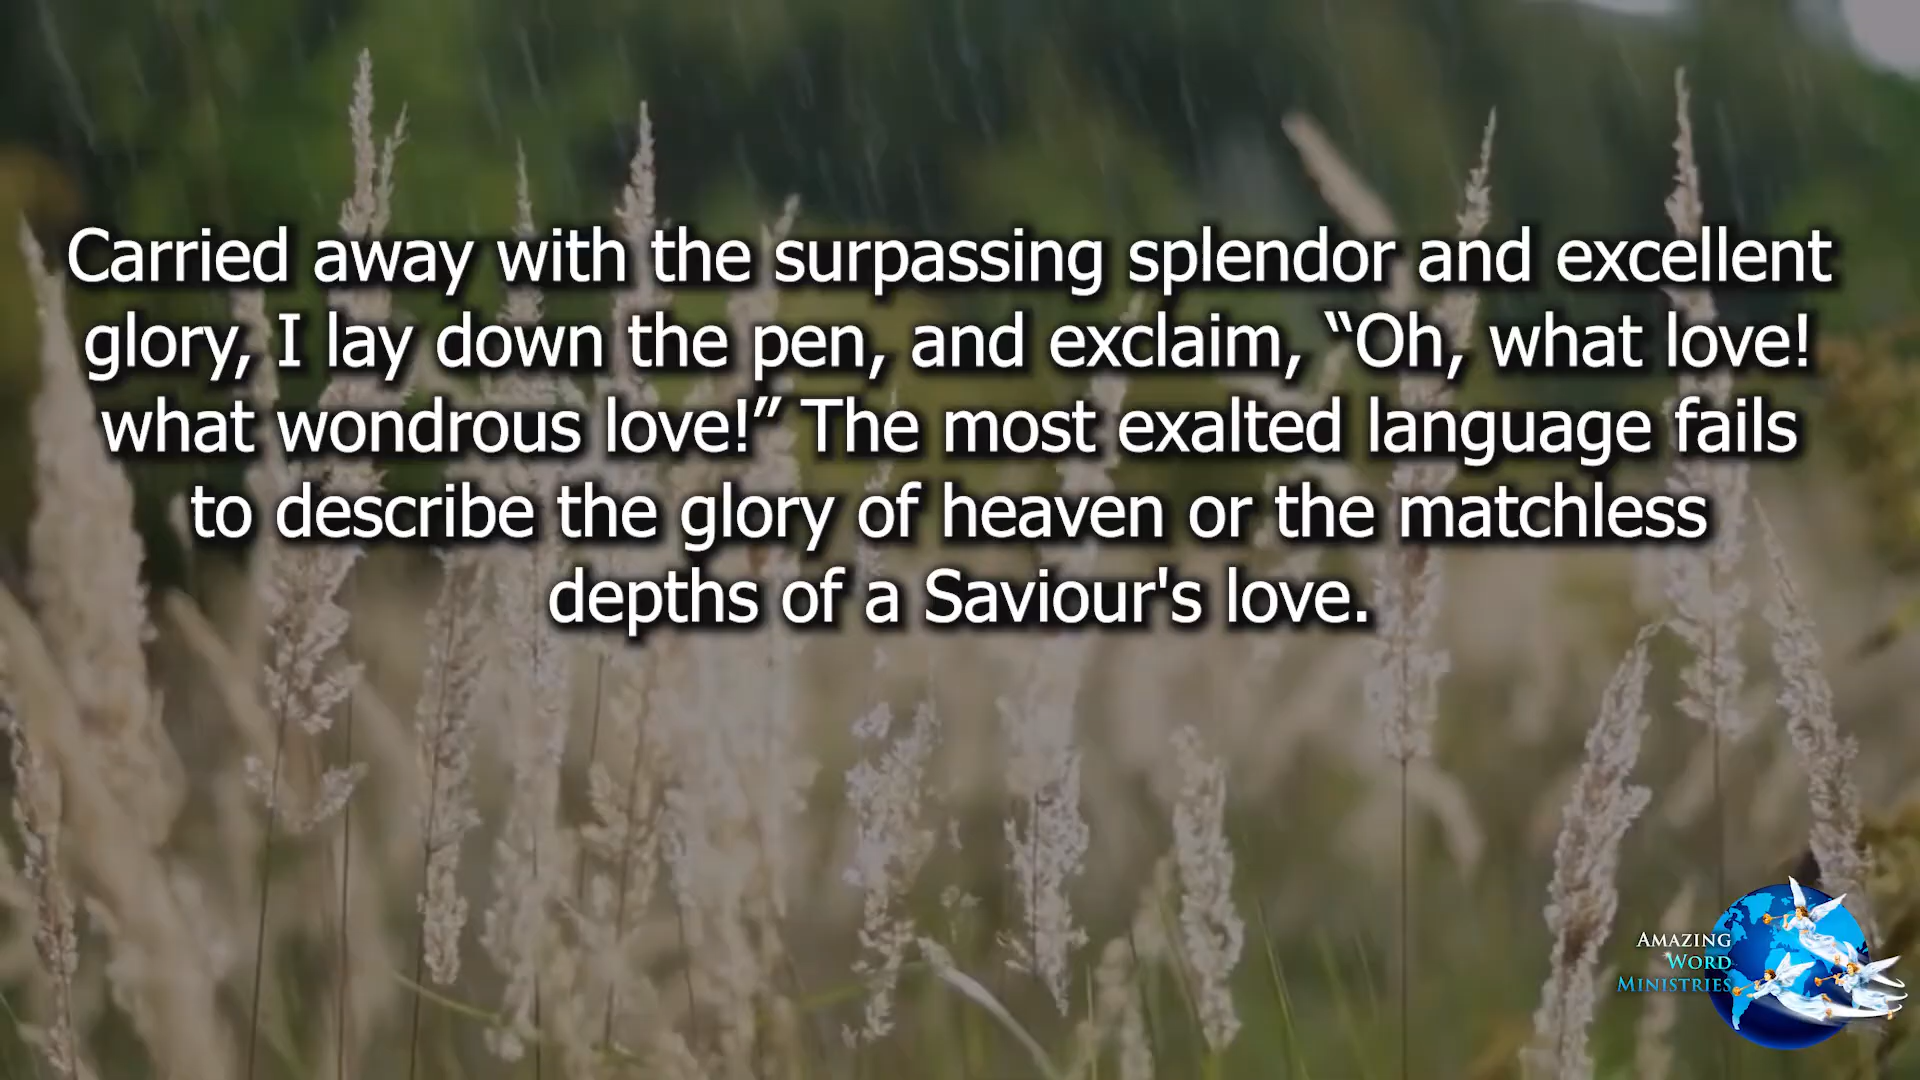 Carried away with the surpassing splendor and excellent
glory, I lay down the pen, and exclaim, “Oh, what love!
what wondrous love!” The most exalted language fails
to describe the glory of heaven or the matchless
depths of a Saviour's love.
Amazing
Word
Ministries